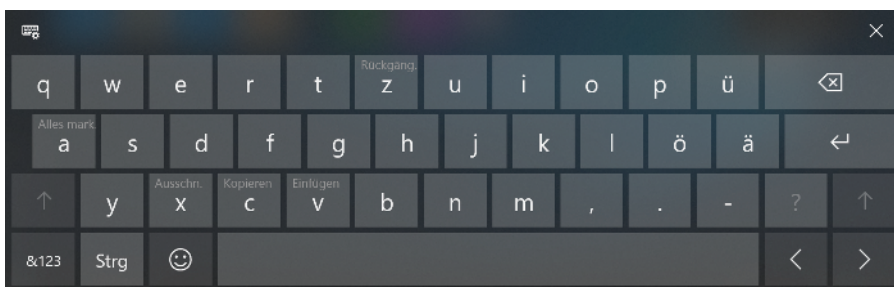 Rückgäng.
q w e r t z u i o p ü
Alles mark.
a s d f g h j k l ö ä
Ausschn. Kopieren Einfügen
y x c v b n m , . - ?
&123 Strg